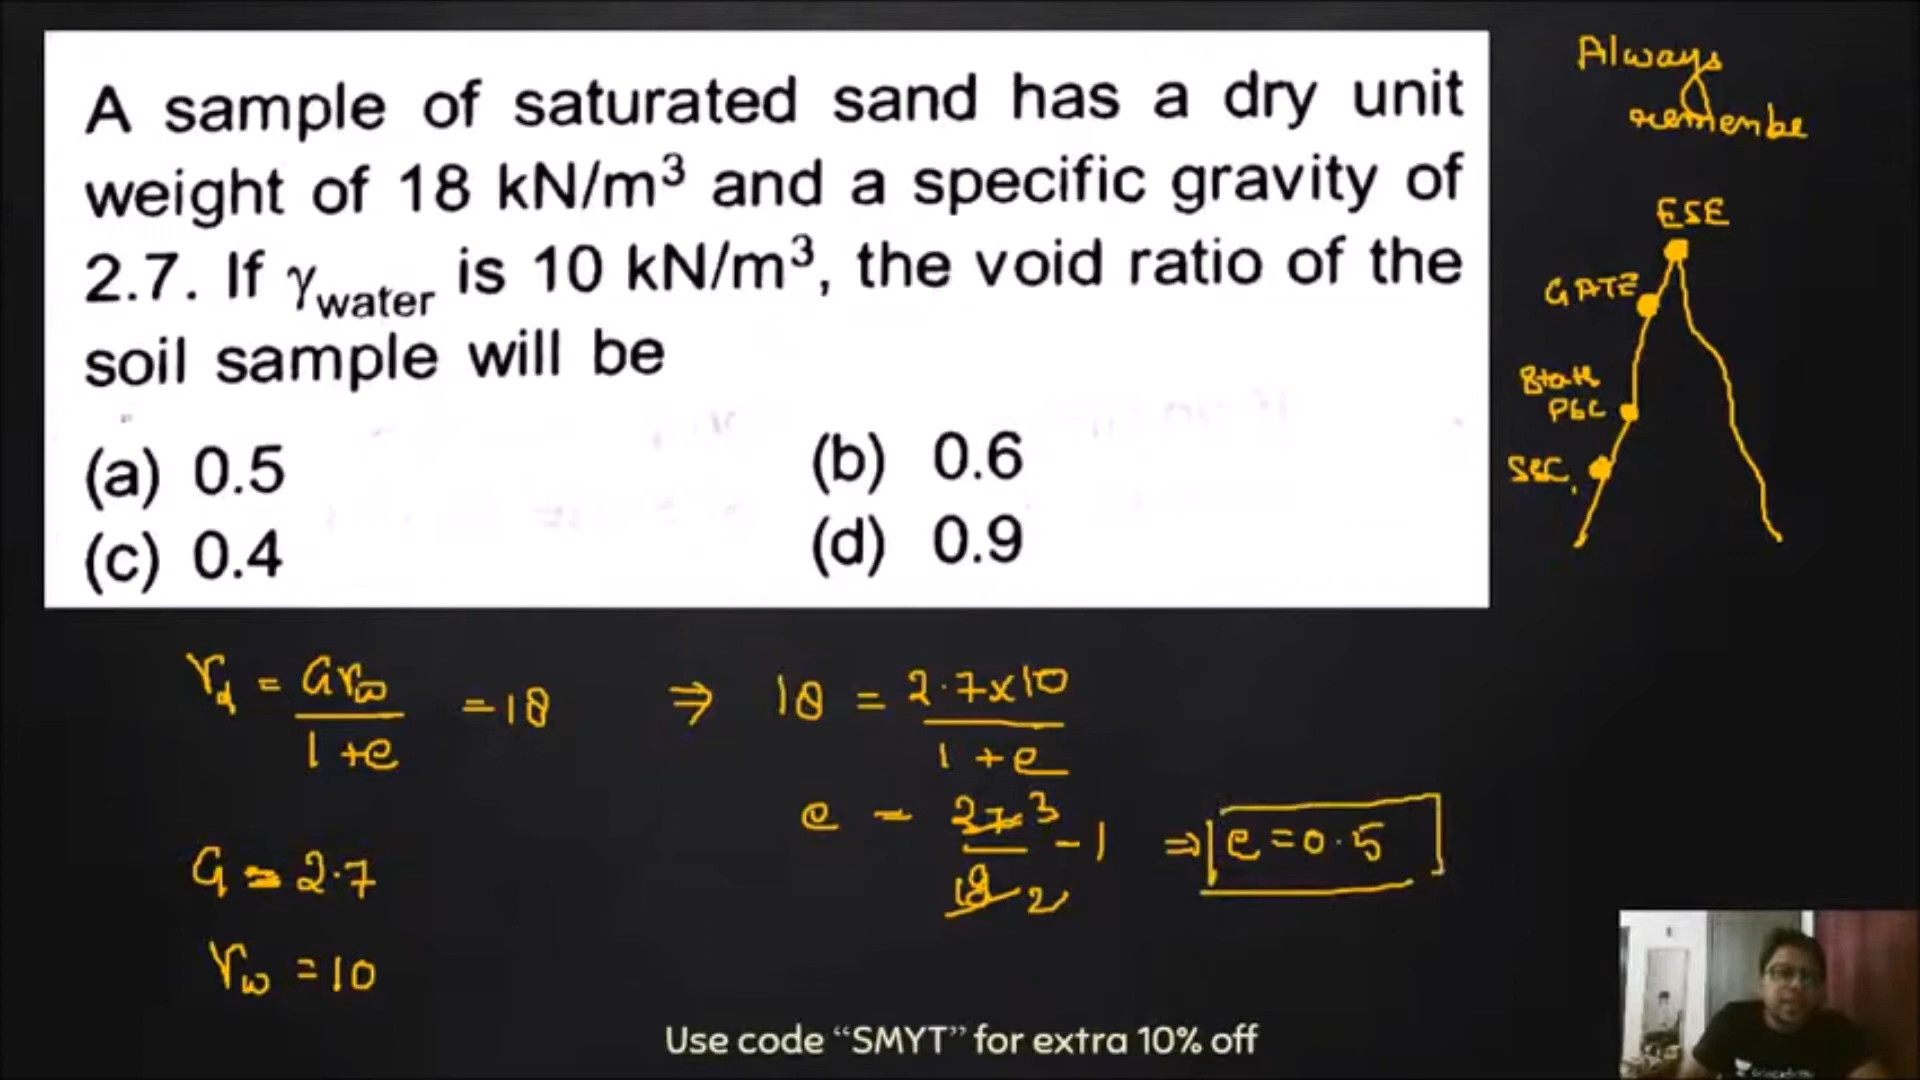 A sample of saturated sand has a dry unit
weight of 18 kN/m³ and a specific gravity of
2.7. If γwater is 10 kN/m³, the void ratio of the
soil sample will be
(a) 0.5 (b) 0.6
(c) 0.4 (d) 0.9
Always
remembe
ESE
GATE
State
PSC
SSC.
γd = Gγω / 1+e = 18 ⇒ 18 = 2.7×10 / 1+e
e = 27 3 / 18 2 - 1 ⇒ e = 0.5
G = 2.7
γw = 10
Use code “SMYT” for extra 10% off